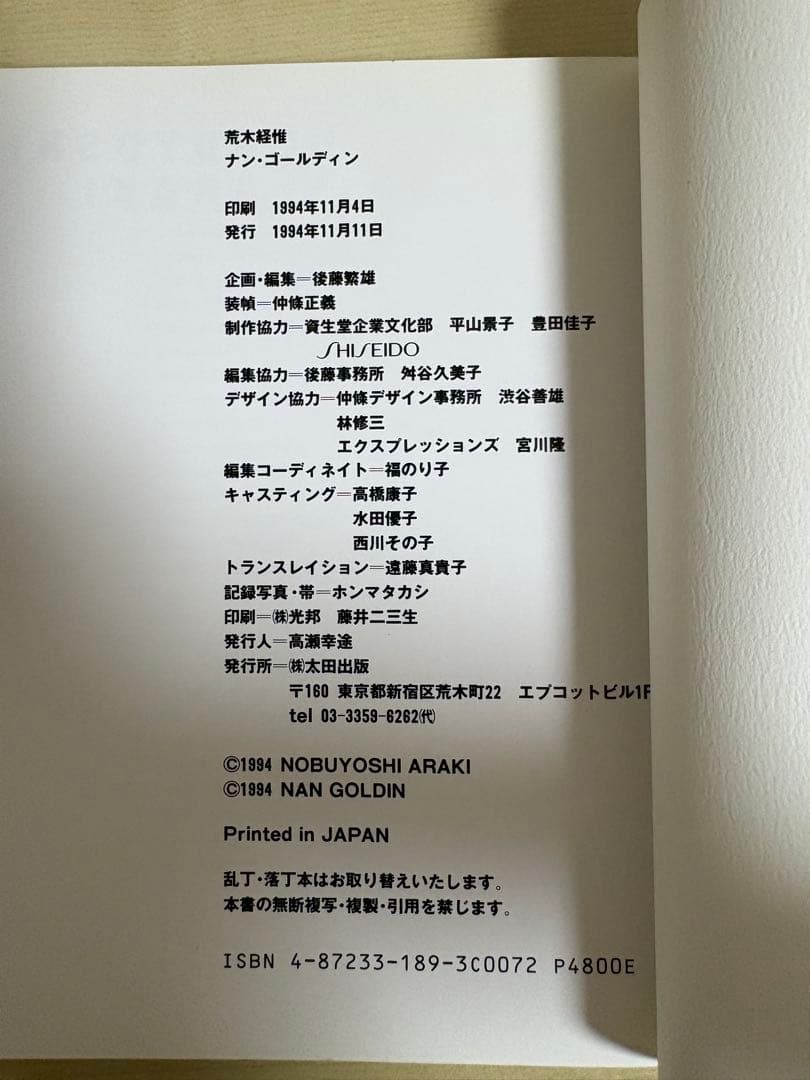 荒木経惟
ナン・ゴールディン
印刷　1994年11月4日
発行　1994年11月11日
企画・編集＝後藤繁雄
装幀＝仲條正義
制作協力＝資生堂企業文化部　平山景子　豊田佳子
SHISEIDO
編集協力＝後藤事務所　舛谷久美子
デザイン協力＝仲條デザイン事務所　渋谷善雄
林修三
エクスプレッションズ　宮川隆
編集コーディネイト＝福のり子
キャスティング＝高橋康子
水田優子
西川その子
トランスレイション＝遠藤真貴子
記録写真・帯＝ホンマタカシ
印刷＝㈱光邦　藤井二三生
発行人＝高瀬幸途
発行所＝㈱太田出版
〒160 東京都新宿区荒木町22　エプコットビル1F
tel 03-3359-6262㈹
©1994 NOBUYOSHI ARAKI
©1994 NAN GOLDIN
Printed in JAPAN
乱丁・落丁本はお取り替えいたします。
本書の無断複写・複製・引用を禁じます。
ISBN 4-87233-189-3C0072 P4800E